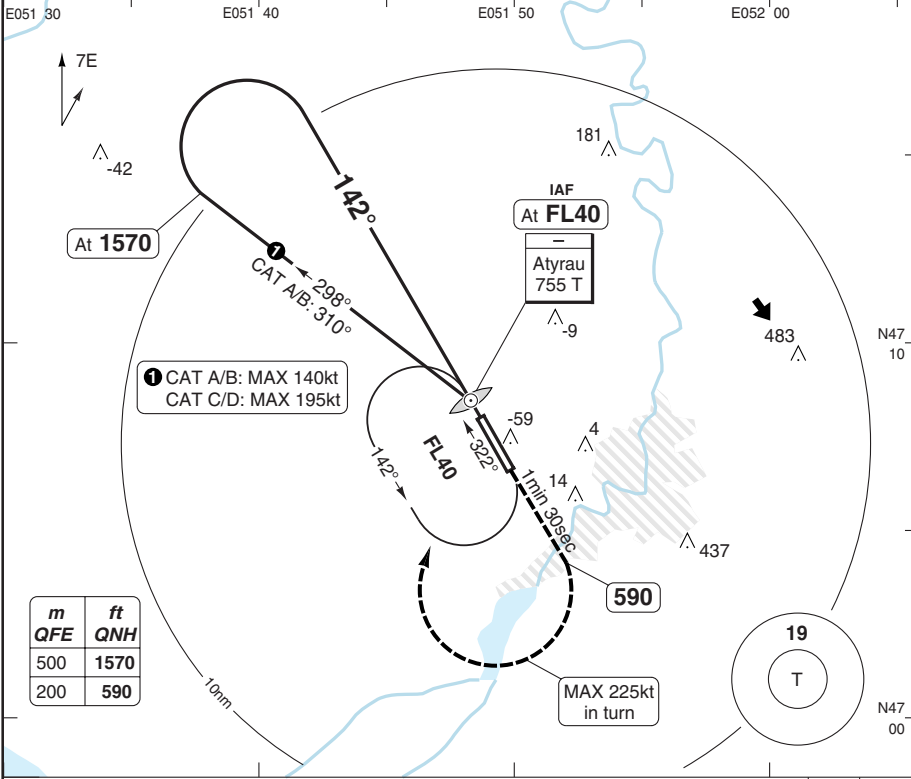 E051 30
E051 40
E051 50
E052 00
7E
-42
181
IAF
At FL40
At 1570
142°
–
Atyrau
755 T
298°
CAT A/B: 310°
-9
483
N47
10
1 CAT A/B: MAX 140kt
CAT C/D: MAX 195kt
1
FL40
142°
322°
-59
4
14
1min 30sec
437
590
m ft
QFE QNH
500 1570
200 590
10nm
MAX 225kt
in turn
19
T
N47
00